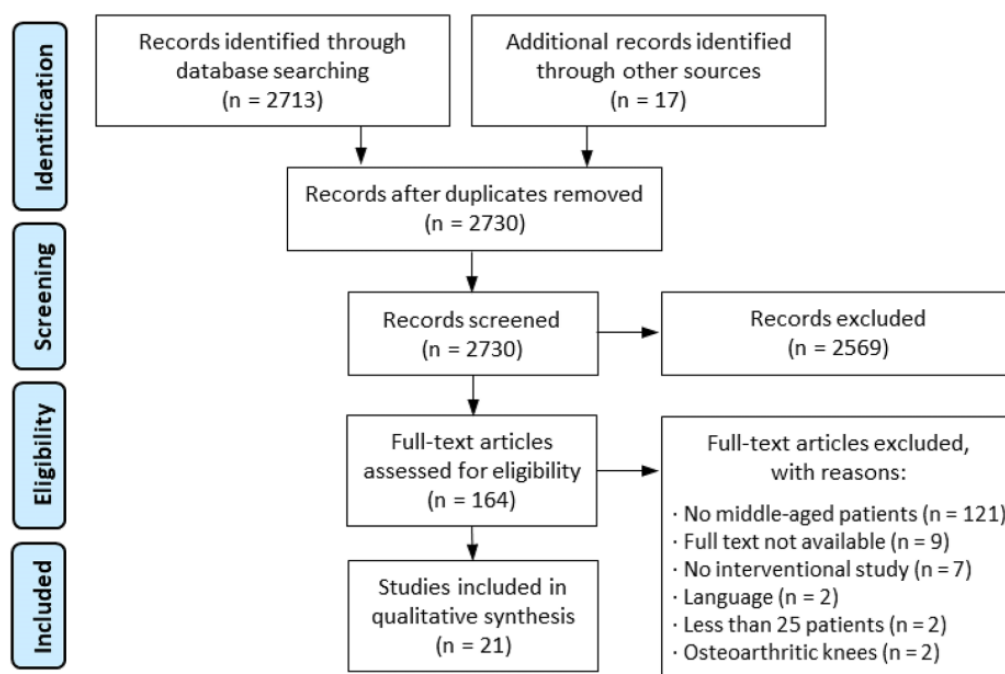 Identification
Records identified through
database searching
(n = 2713)
Additional records identified
through other sources
(n = 17)
Records after duplicates removed
(n = 2730)
Screening
Records screened
(n = 2730)
Records excluded
(n = 2569)
Eligibility
Full-text articles
assessed for eligibility
(n = 164)
Full-text articles excluded,
with reasons:
· No middle-aged patients (n = 121)
· Full text not available (n = 9)
· No interventional study (n = 7)
· Language (n = 2)
· Less than 25 patients (n = 2)
· Osteoarthritic knees (n = 2)
Included
Studies included in
qualitative synthesis
(n = 21)